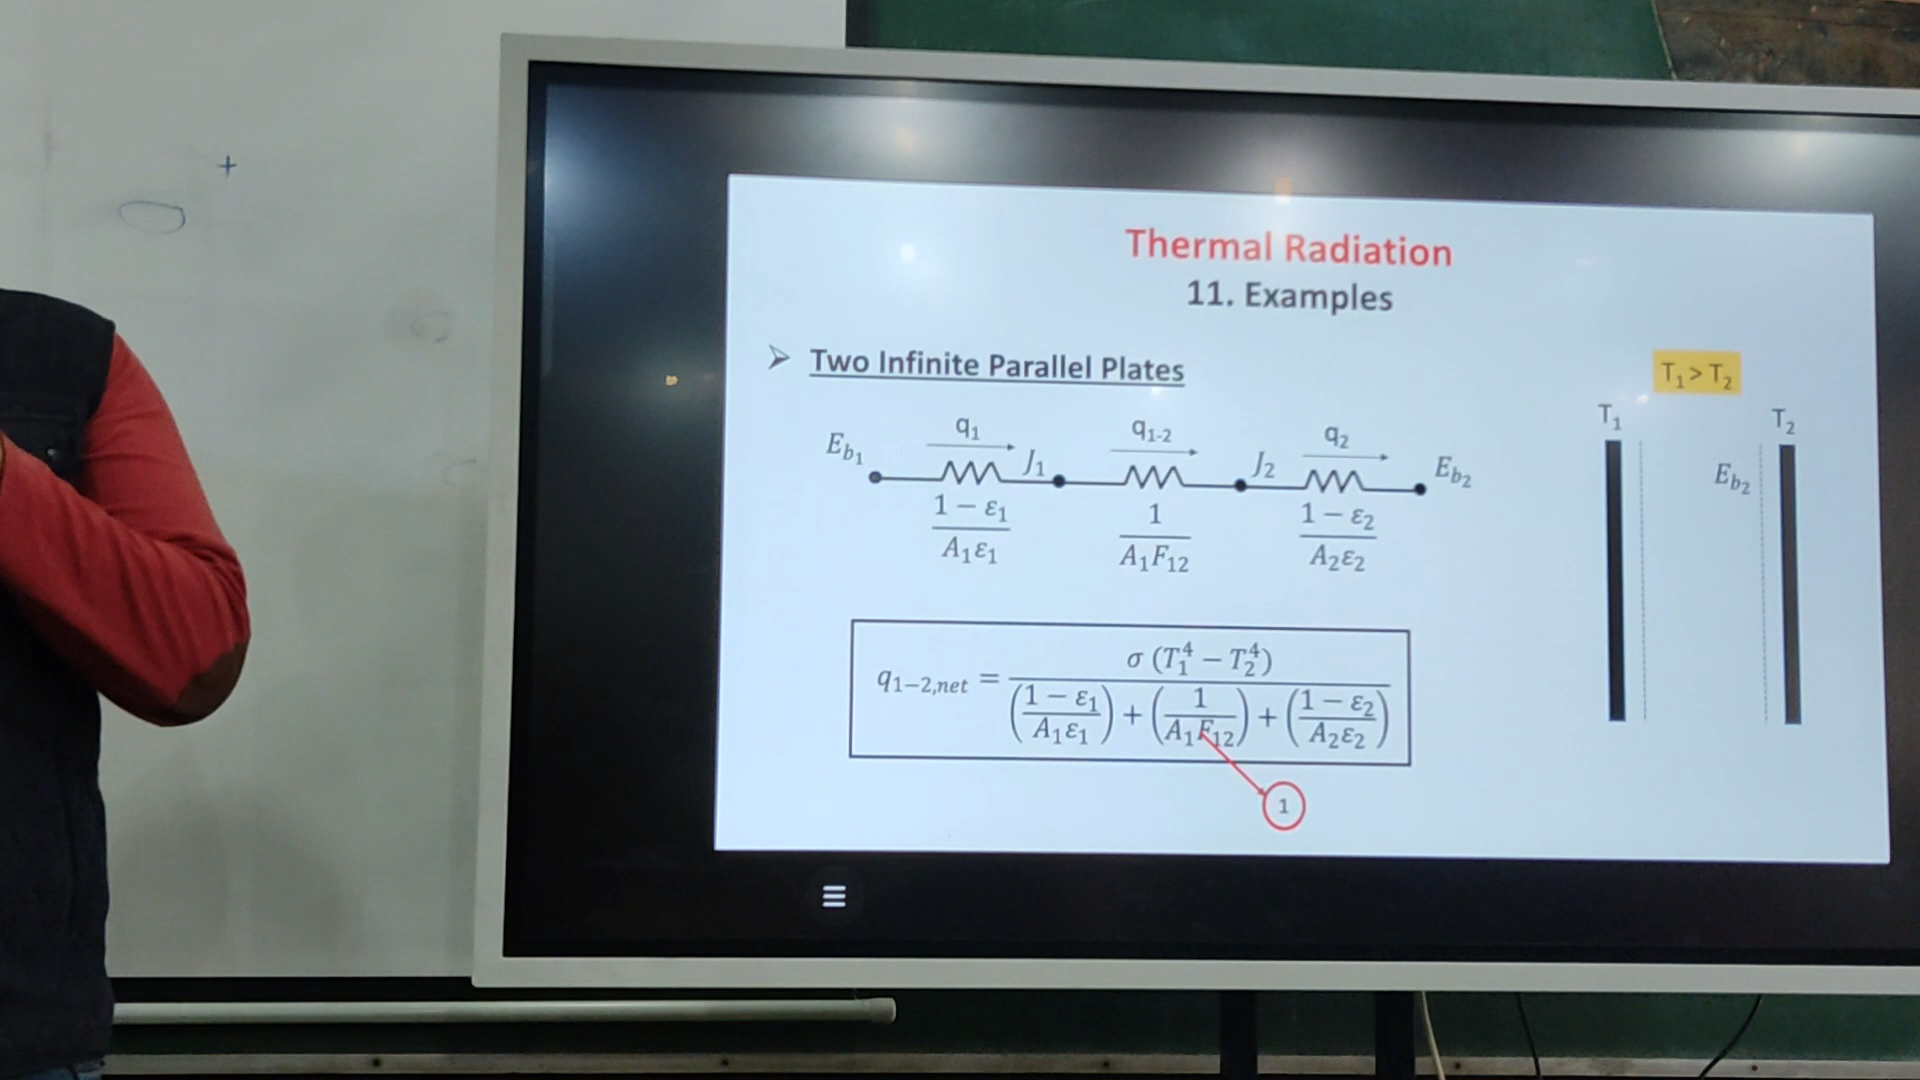 Thermal Radiation
11. Examples
➢ Two Infinite Parallel Plates
T₁ > T₂
T₁ T₂
q₁ q₁₋₂ q₂
E_b₁ J₁ J₂ E_b₂
E_b₂
1 − ε₁ / A₁ε₁ 1 / A₁F₁₂ 1 − ε₂ / A₂ε₂
q₁₋₂,net = σ (T₁⁴ − T₂⁴) / ((1 − ε₁ / A₁ε₁) + (1 / A₁F₁₂) + (1 − ε₂ / A₂ε₂))
1